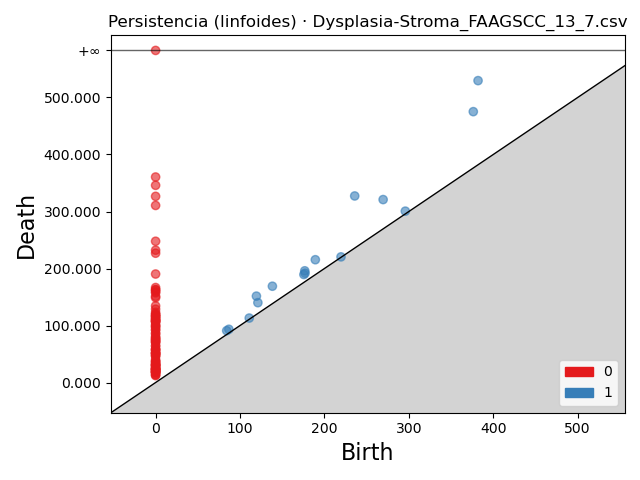 Persistencia (linfoides) · Dysplasia-Stroma_FAAGSCC_13_7.csv
+∞
500.000
400.000
300.000
200.000
100.000
0.000
Death
0
1
0 100 200 300 400 500
Birth